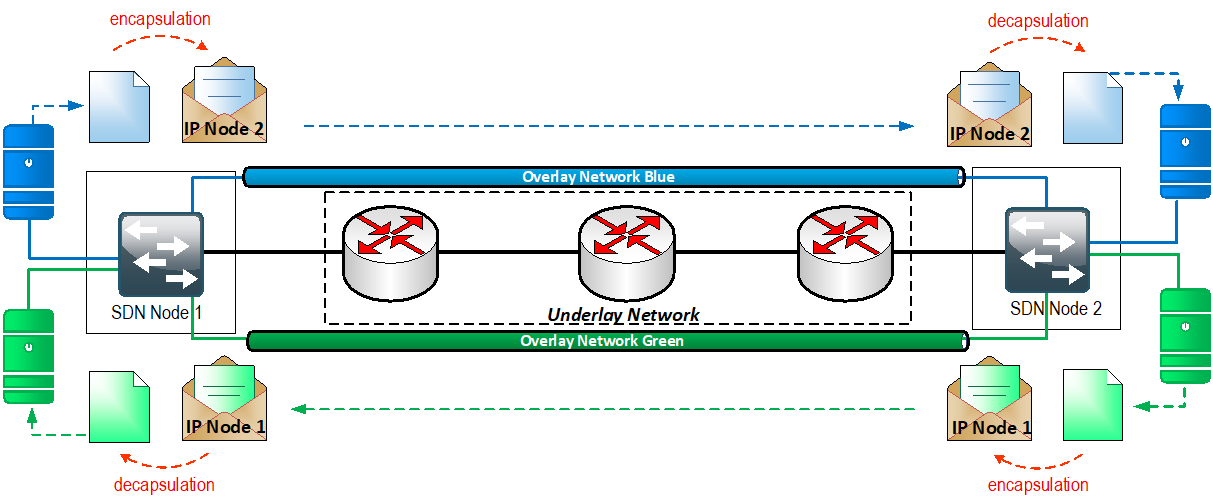 encapsulation
decapsulation
IP Node 2
IP Node 2
Overlay Network Blue
SDN Node 1
Underlay Network
SDN Node 2
Overlay Network Green
IP Node 1
IP Node 1
decapsulation
encapsulation